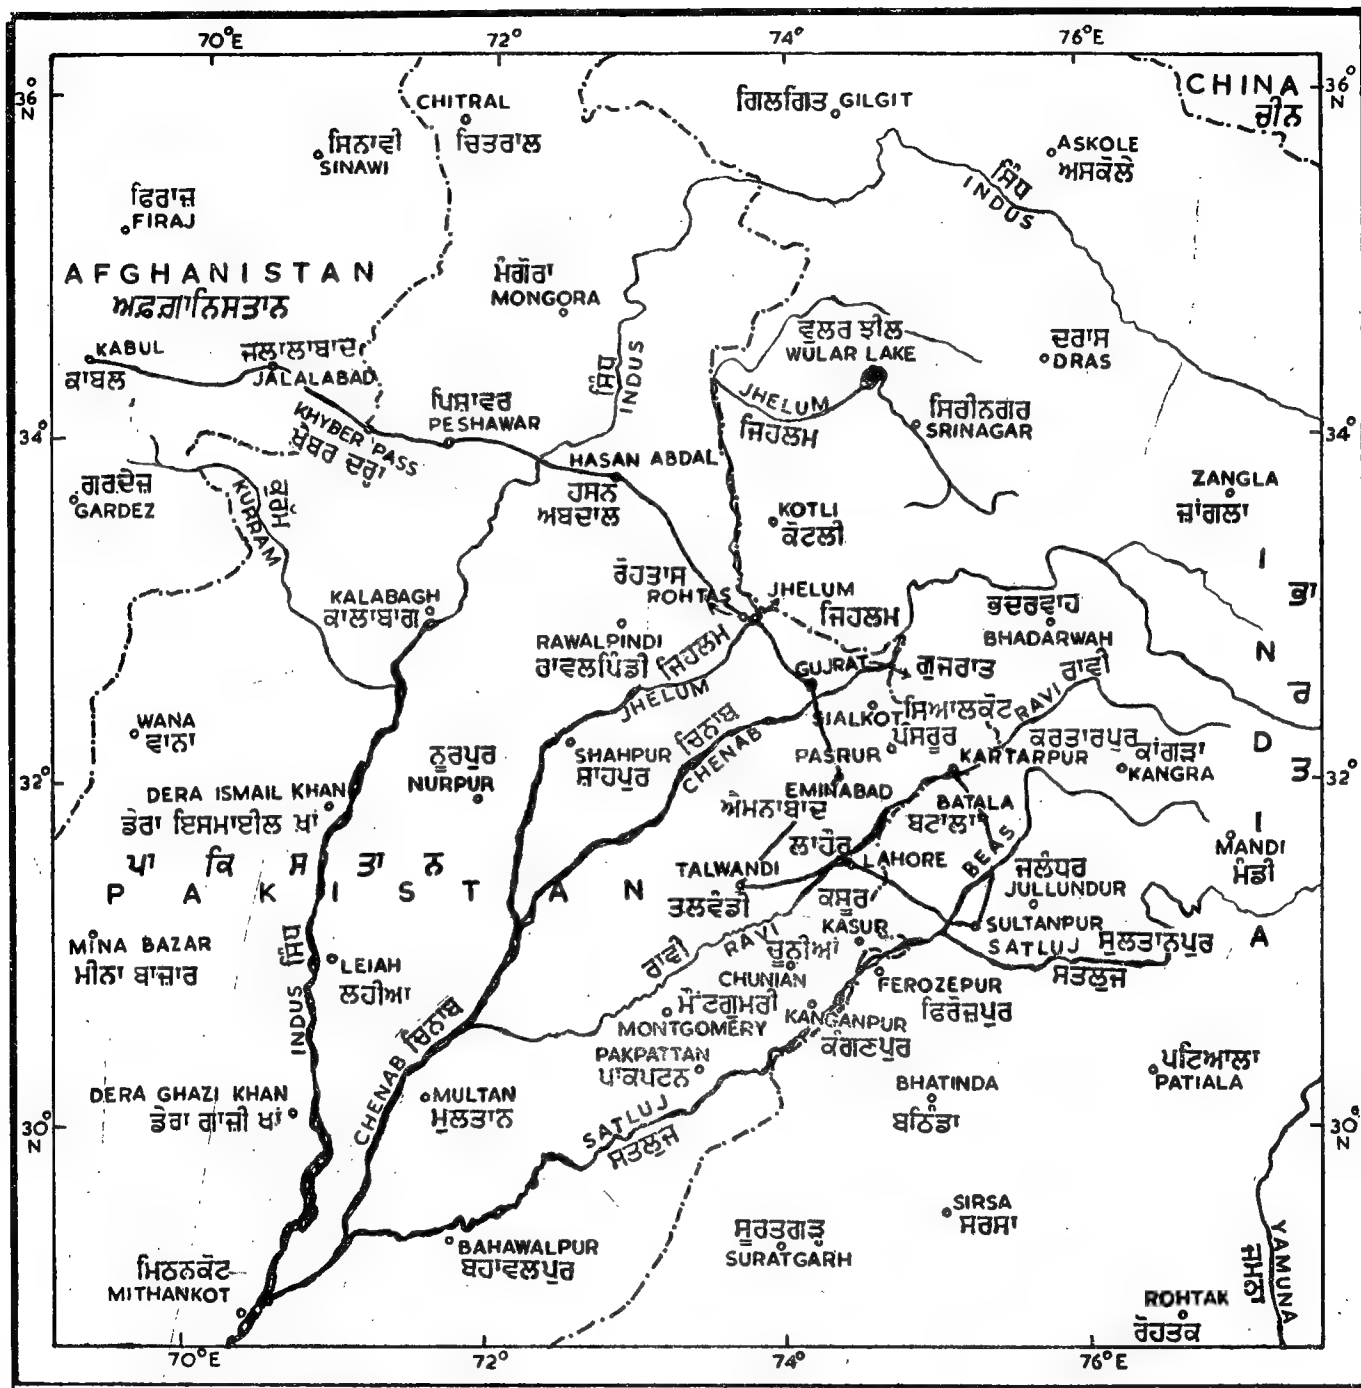 70°E
72°
74°
76°E
36°
N
36°
N
CHINA
ਚੀਨ
CHITRAL
ਚਿਤਰਾਲ
ਗਿਲਗਿਤ GILGIT
ਸਿਨਾਵੀ
SINAWI
ASKOLE
ਅਸਕੋਲੇ
ਸਿੰਧ
INDUS
ਫਿਰਾਜ਼
FIRAJ
AFGHANISTAN
ਅਫ਼ਗ਼ਾਨਿਸਤਾਨ
ਮੰਗੋਰਾ
MONGORA
ਵੁਲਰ ਝੀਲ
WULAR LAKE
ਦਰਾਸ
DRAS
KABUL
ਕਾਬਲ
ਜਲਾਲਾਬਾਦ
JALALABAD
ਸਿੰਧ
INDUS
KHYBER PASS
ਖ਼ੈਬਰ ਦਰ੍ਹਾ
ਪਿਸ਼ਾਵਰ
PESHAWAR
JHELUM
ਜਿਹਲਮ
ਸਿਰੀਨਗਰ
SRINAGAR
34°
N
34°
N
HASAN ABDAL
ਹਸਨ
ਅਬਦਾਲ
ਗਰਦੇਜ਼
GARDEZ
ਕੁਰੱਮ
KURRAM
KOTLI
ਕੋਟਲੀ
ZANGLA
ਜ਼ਾਂਗਲਾ
ਰੋਹਤਾਸ
ROHTAS
JHELUM
ਜਿਹਲਮ
KALABAGH
ਕਾਲਾਬਾਗ
RAWALPINDI
ਰਾਵਲਪਿੰਡੀ
ਭਦਰਵਾਹ
BHADARWAH
INDIA
ਭਾਰਤ
ਜਿਹਲਮ
JHELUM
GUJRAT
ਗੁਜਰਾਤ
ਰਾਵੀ
RAVI
WANA
ਵਾਨਾ
SIALKOT
ਸਿਆਲਕੋਟ
ਚਿਨਾਬ
CHENAB
SHAHPUR
ਸ਼ਾਹਪੁਰ
ਨੂਰਪੁਰ
NURPUR
PASRUR
ਪਸਰੂਰ
ਕਰਤਾਰਪੁਰ
KARTARPUR
ਕਾਂਗੜਾ
KANGRA
32°
N
32°
N
DERA ISMAIL KHAN
ਡੇਰਾ ਇਸਮਾਈਲ ਖ਼ਾਂ
EMINABAD
ਐਮਨਾਬਾਦ
BATALA
ਬਟਾਲਾ
BEAS
MANDI
ਮੰਡੀ
ਪਾਕਿਸਤਾਨ
PAKISTAN
ਲਾਹੌਰ
LAHORE
TALWANDI
ਤਲਵੰਡੀ
ਜਲੰਧਰ
JULLUNDUR
ਕਸੂਰ
KASUR
SULTANPUR
ਸੁਲਤਾਨਪੁਰ
SATLUJ
ਸਤਲੁਜ
MINA BAZAR
ਮੀਨਾ ਬਾਜ਼ਾਰ
ਸਿੰਧ
INDUS
LEIAH
ਲਹੀਆ
ਰਾਵੀ
RAVI
ਚੂਨੀਆਂ
CHUNIAN
FEROZEPUR
ਫਿਰੋਜ਼ਪੁਰ
ਮੌਂਟਗੁਮਰੀ
MONTGOMERY
KANGANPUR
ਕੰਗਣਪੁਰ
ਚਿਨਾਬ
CHENAB
PAKPATTAN
ਪਾਕਪਟਨ
BHATINDA
ਬਠਿੰਡਾ
ਪਟਿਆਲਾ
PATIALA
DERA GHAZI KHAN
ਡੇਰਾ ਗਾਜ਼ੀ ਖਾਂ
MULTAN
ਮੁਲਤਾਨ
30°
N
30°
N
SATLUJ
ਸਤਲੁਜ
SIRSA
ਸਰਸਾ
BAHAWALPUR
ਬਹਾਵਲਪੁਰ
ਸੂਰਤਗੜ੍ਹ
SURATGARH
ਮਿਠਨਕੋਟ
MITHANKOT
ਜਮਨਾ
YAMUNA
ROHTAK
ਰੋਹਤਕ
70°E
72°
74°
76°E